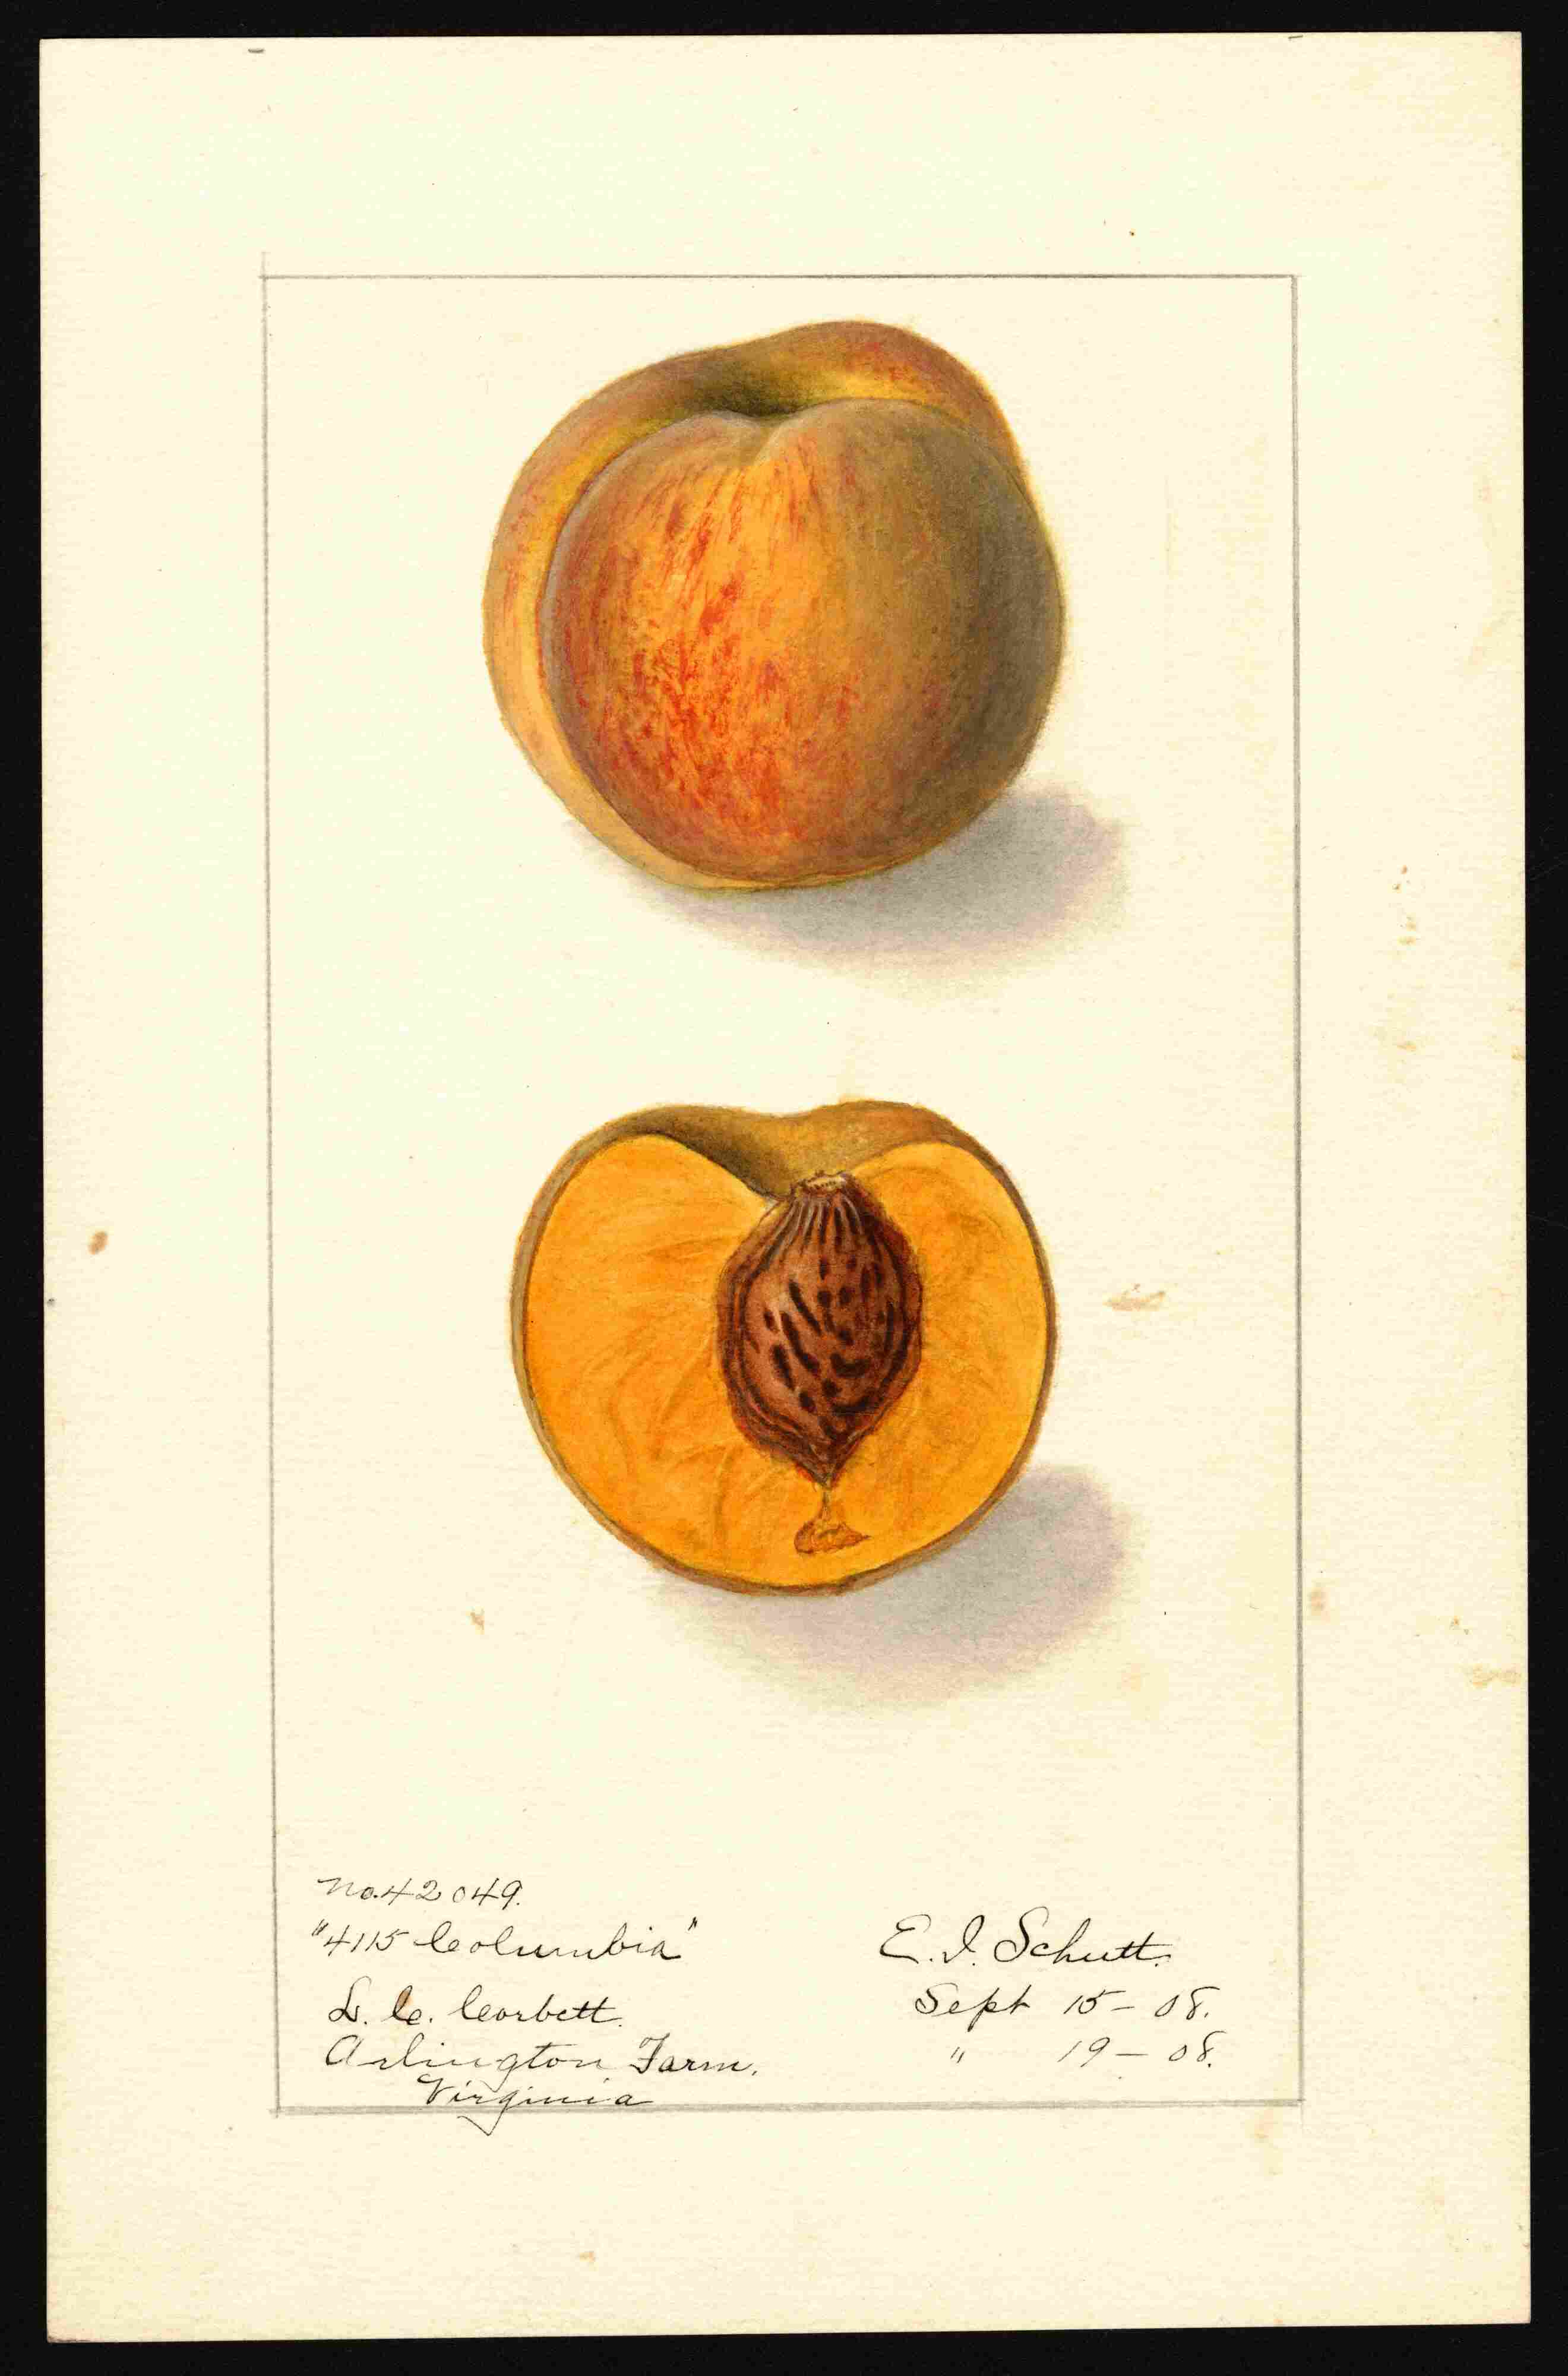 No. 42049.
"4115 Columbia"
L. C. Corbett.
Arlington Farm.
Virginia
E. I. Schutt.
Sept 15 - 08.
" 19 - 08.